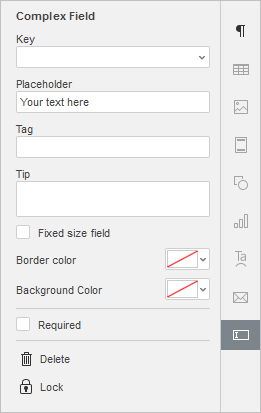 Complex Field
Key
Placeholder
Your text here
Tag
Tip
Fixed size field
Border color
Background Color
Required
Delete
Lock
¶
Ta